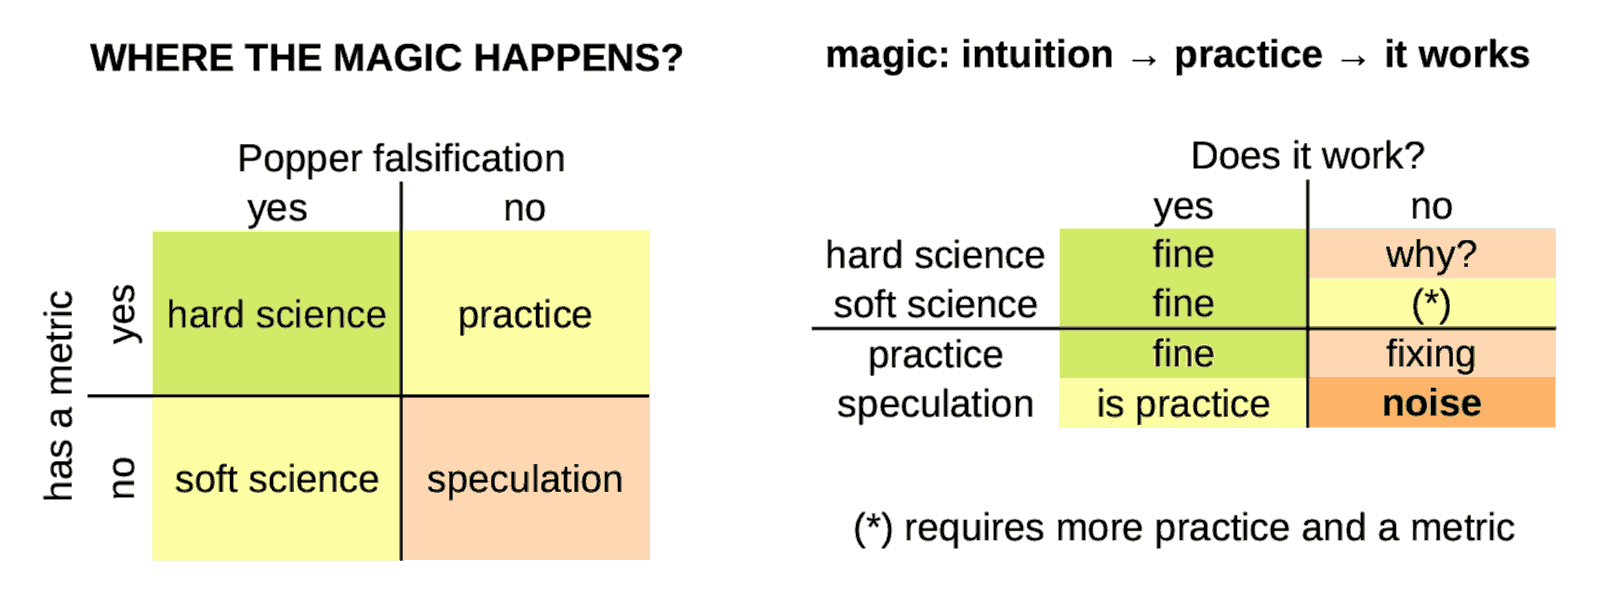 WHERE THE MAGIC HAPPENS?
Popper falsification
yes no
has a metric
yes
hard science practice
no
soft science speculation
magic: intuition → practice → it works
Does it work?
yes no
hard science fine why?
soft science fine (*)
practice fine fixing
speculation is practice noise
(*) requires more practice and a metric